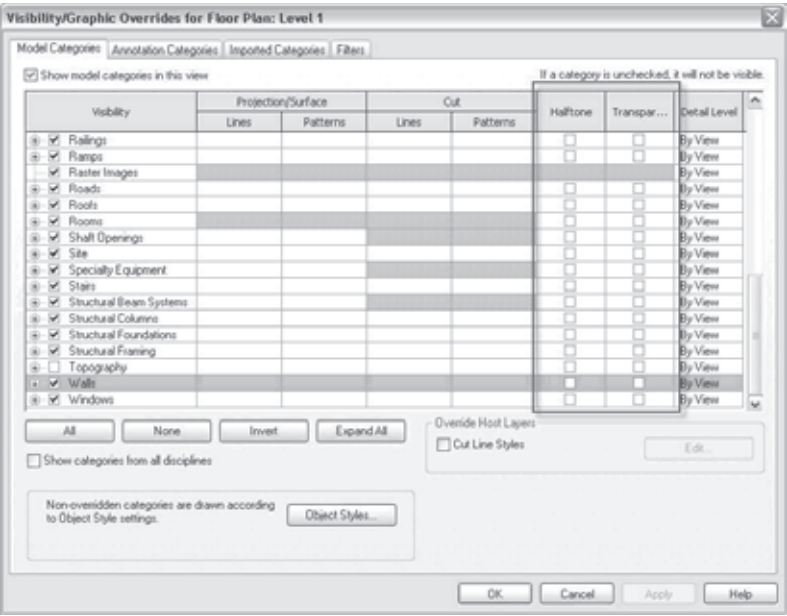 Visibility/Graphic Overrides for Floor Plan: Level 1
Model Categories Annotation Categories Imported Categories Filters
Show model categories in this view
If a category is unchecked, it will not be visible.
Visibility Projection/Surface Cut Halftone Transpar... Detail Level
Lines Patterns Lines Patterns
Railings By View
Ramps By View
Raster Images By View
Roads By View
Roofs By View
Rooms By View
Shaft Openings By View
Site By View
Specialty Equipment By View
Stairs By View
Structural Beam Systems By View
Structural Columns By View
Structural Foundations By View
Structural Framing By View
Topography By View
Walls By View
Windows By View
All None Invert Expand All
Override Host Layers
Cut Line Styles Edit...
Show categories from all disciplines
Non-overridden categories are drawn according
to Object Style settings.
Object Styles...
OK Cancel Apply Help